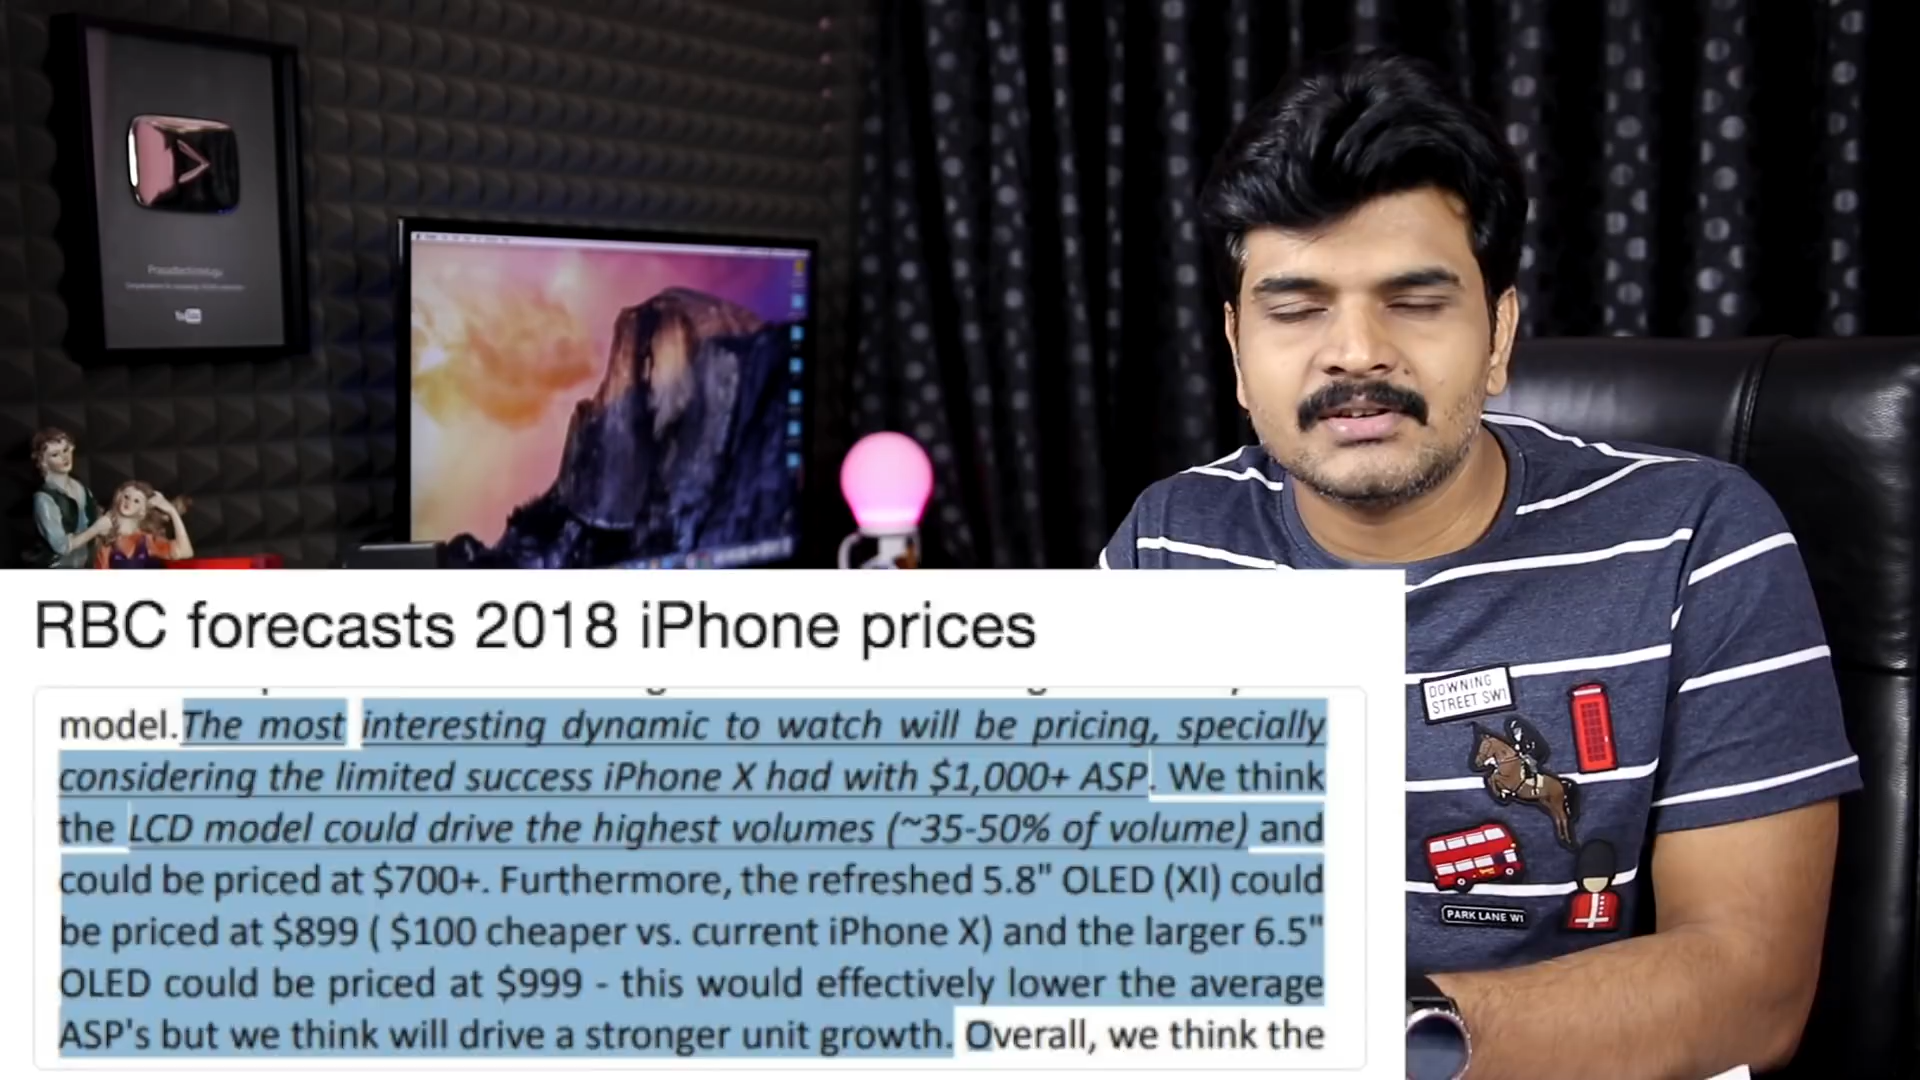 Prasadtechintelugu
You Tube
RBC forecasts 2018 iPhone prices
model.The most interesting dynamic to watch will be pricing, specially
considering the limited success iPhone X had with $1,000+ ASP. We think
the LCD model could drive the highest volumes (~35-50% of volume) and
could be priced at $700+. Furthermore, the refreshed 5.8" OLED (XI) could
be priced at $899 ( $100 cheaper vs. current iPhone X) and the larger 6.5"
OLED could be priced at $999 - this would effectively lower the average
ASP's but we think will drive a stronger unit growth. Overall, we think the
DOWNING
STREET SW1
PARK LANE W1